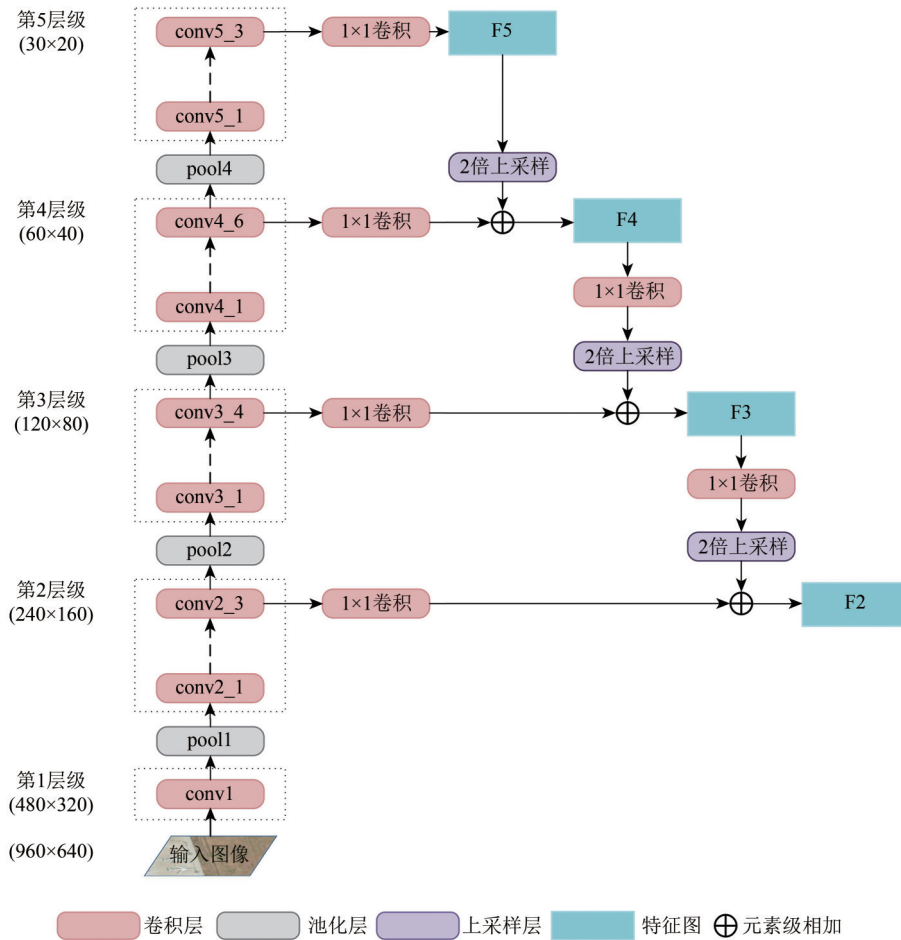 第5层级
(30×20)
conv5_3
1×1卷积
F5
conv5_1
pool4
2倍上采样
第4层级
(60×40)
conv4_6
1×1卷积
F4
conv4_1
1×1卷积
pool3
2倍上采样
第3层级
(120×80)
conv3_4
1×1卷积
F3
conv3_1
1×1卷积
pool2
2倍上采样
第2层级
(240×160)
conv2_3
1×1卷积
F2
conv2_1
pool1
第1层级
(480×320)
conv1
(960×640)
输入图像
卷积层
池化层
上采样层
特征图
元素级相加